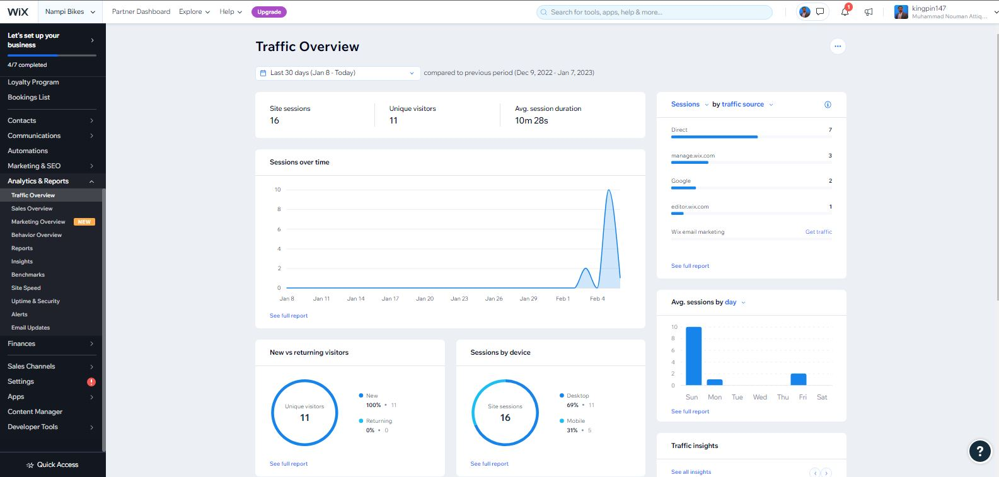 WiX
Nampi Bikes
Partner Dashboard
Explore
Help
Upgrade
Search for tools, apps, help & more...
1
kingpin147
Muhammad Nouman Attiq...
Let's set up your
business
4/7 completed
Loyalty Program
Bookings List
Contacts
Communications
Automations
Marketing & SEO
Analytics & Reports
Traffic Overview
Sales Overview
Marketing Overview NEW
Behavior Overview
Reports
Insights
Benchmarks
Site Speed
Uptime & Security
Alerts
Email Updates
Finances
Sales Channels
Settings !
Apps
Content Manager
Developer Tools
Quick Access
Traffic Overview
...
Last 30 days (Jan 8 - Today)
compared to previous period (Dec 9, 2022 - Jan 7, 2023)
Site sessions
16
Unique visitors
11
Avg. session duration
10m 28s
Sessions over time
10
8
6
4
2
0
Jan 8 Jan 11 Jan 14 Jan 17 Jan 20 Jan 23 Jan 26 Jan 29 Feb 1 Feb 4
See full report
New vs returning visitors
Unique visitors
11
New
100% • 11
Returning
0% • 0
See full report
Sessions by device
Site sessions
16
Desktop
69% • 11
Mobile
31% • 5
See full report
Sessions by traffic source
Direct 7
manage.wix.com 3
Google 2
editor.wix.com 1
Wix email marketing Get traffic
See full report
Avg. sessions by day
10
8
6
4
2
0
Sun Mon Tue Wed Thu Fri Sat
See full report
Traffic insights
See all insights
?